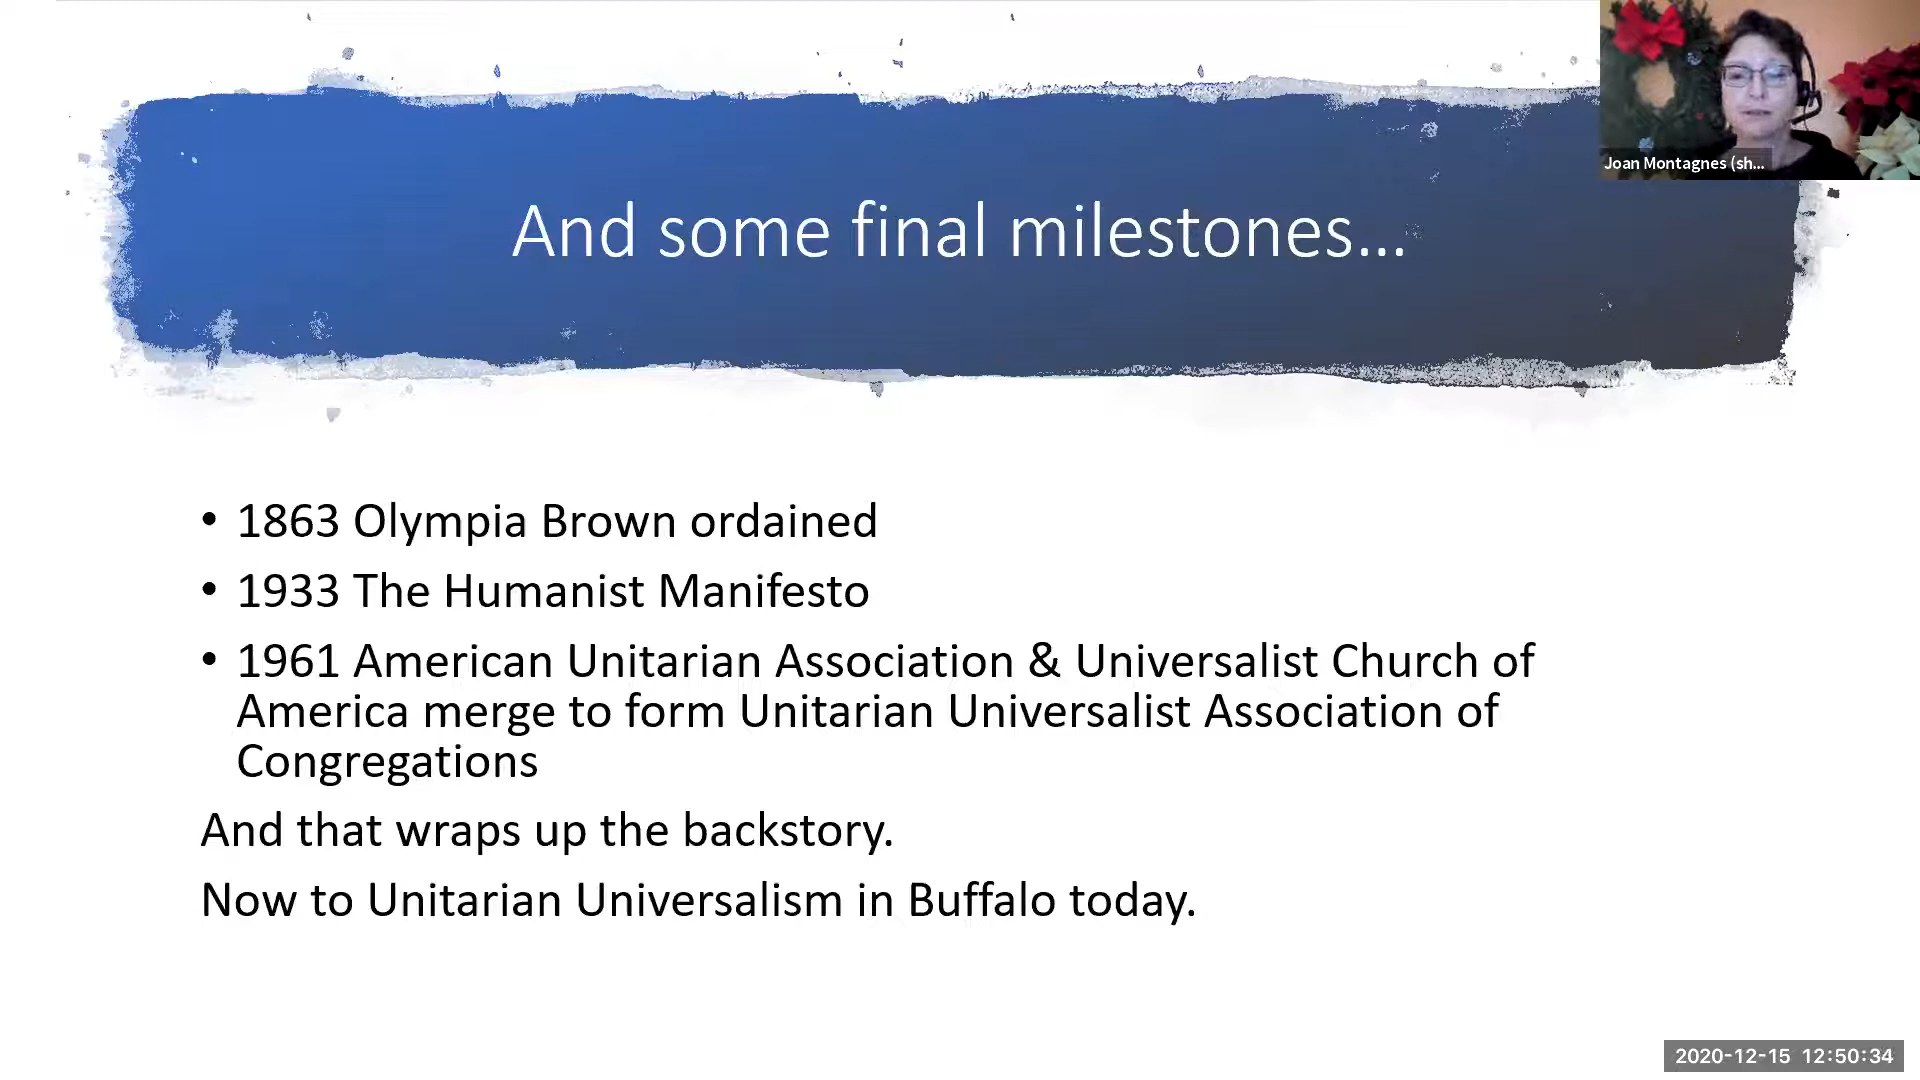 And some final milestones...
Joan Montagnes (sh...
• 1863 Olympia Brown ordained
• 1933 The Humanist Manifesto
• 1961 American Unitarian Association & Universalist Church of
America merge to form Unitarian Universalist Association of
Congregations
And that wraps up the backstory.
Now to Unitarian Universalism in Buffalo today.
2020-12-15 12:50:34